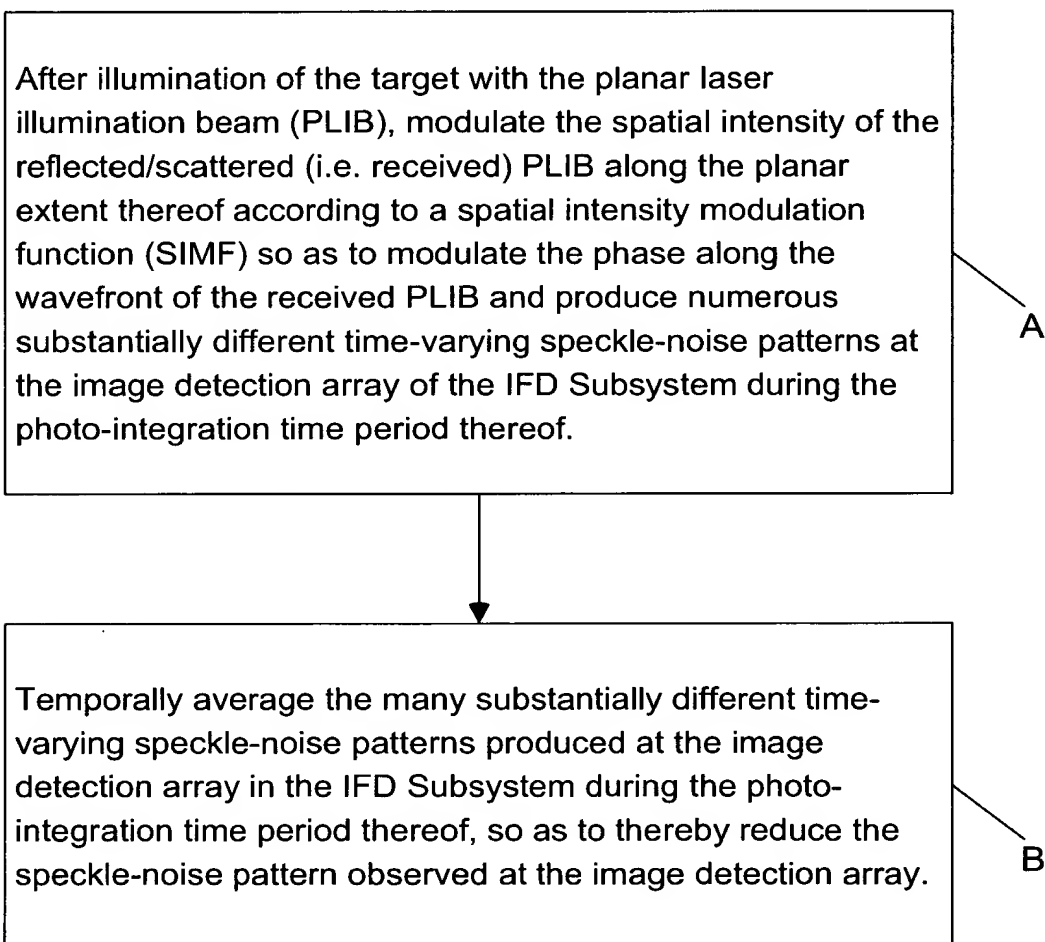 After illumination of the target with the planar laser
illumination beam (PLIB), modulate the spatial intensity of the
reflected/scattered (i.e. received) PLIB along the planar
extent thereof according to a spatial intensity modulation
function (SIMF) so as to modulate the phase along the
wavefront of the received PLIB and produce numerous
substantially different time-varying speckle-noise patterns at
the image detection array of the IFD Subsystem during the
photo-integration time period thereof.
A
Temporally average the many substantially different time-
varying speckle-noise patterns produced at the image
detection array in the IFD Subsystem during the photo-
integration time period thereof, so as to thereby reduce the
speckle-noise pattern observed at the image detection array.
B